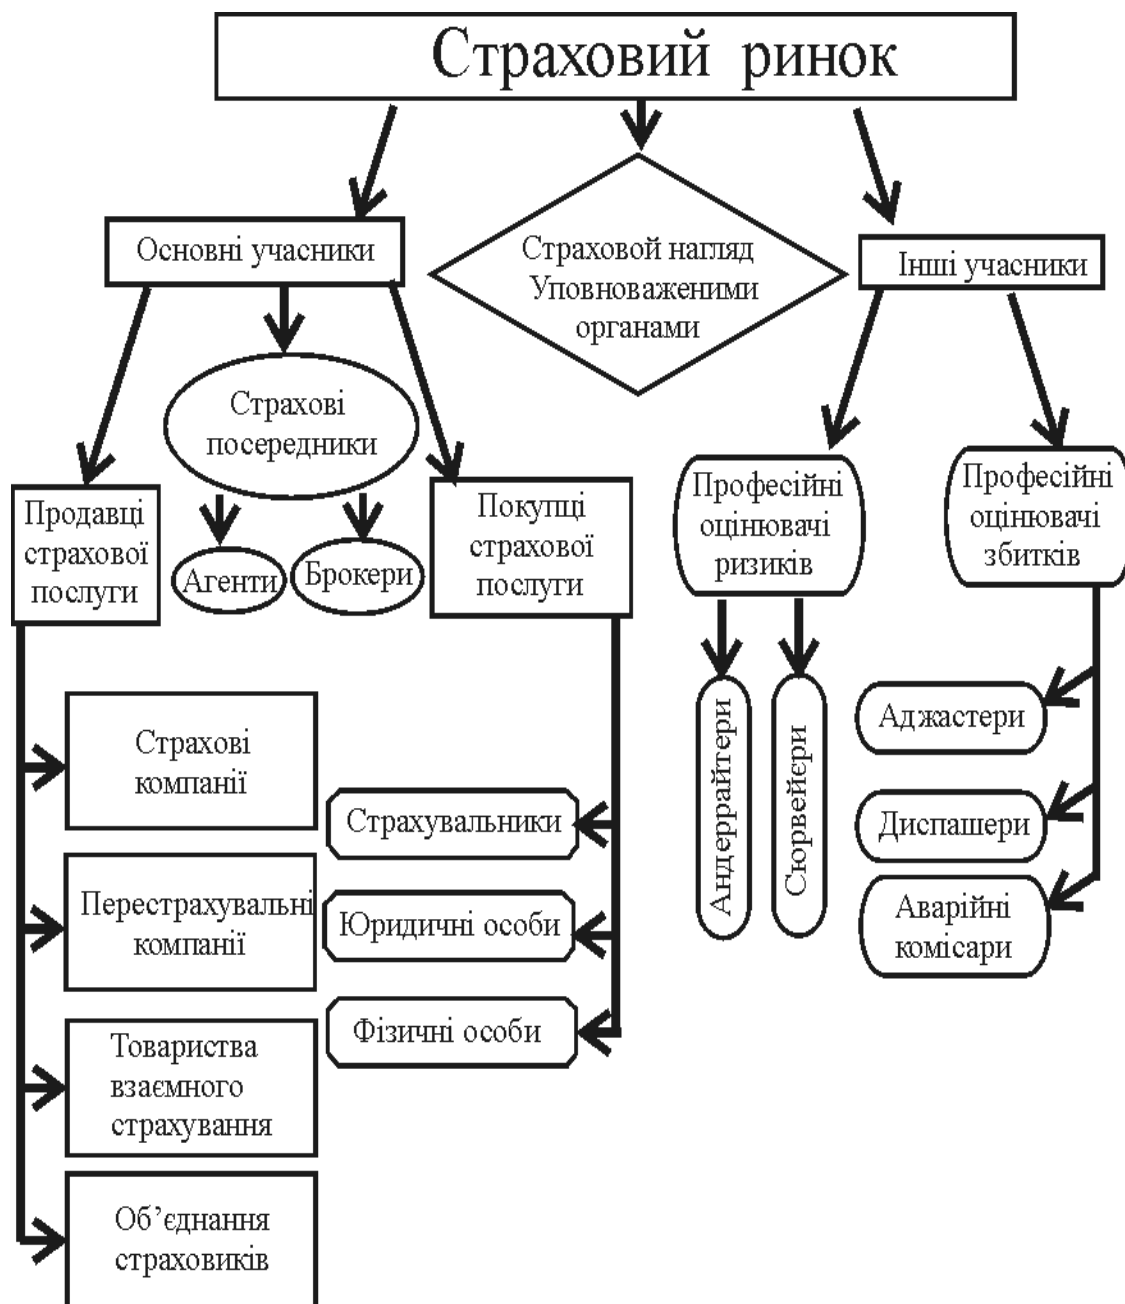 Страховий ринок
Основні учасники
Страховой нагляд
Уповноваженими
органами
Інші учасники
Страхові
посередники
Продавці
страхової
послуги
Агенти
Брокери
Покупці
страхової
послуги
Професійні
оцінювачі
ризиків
Професійні
оцінювачі
збитків
Страхові
компанії
Перестрахувальні
компанії
Товариства
взаємного
страхування
Об’єднання
страховиків
Страхувальники
Юридичні особи
Фізичні особи
Андеррайтери
Сюрвейєри
Аджастери
Диспашери
Аварійні
комісари